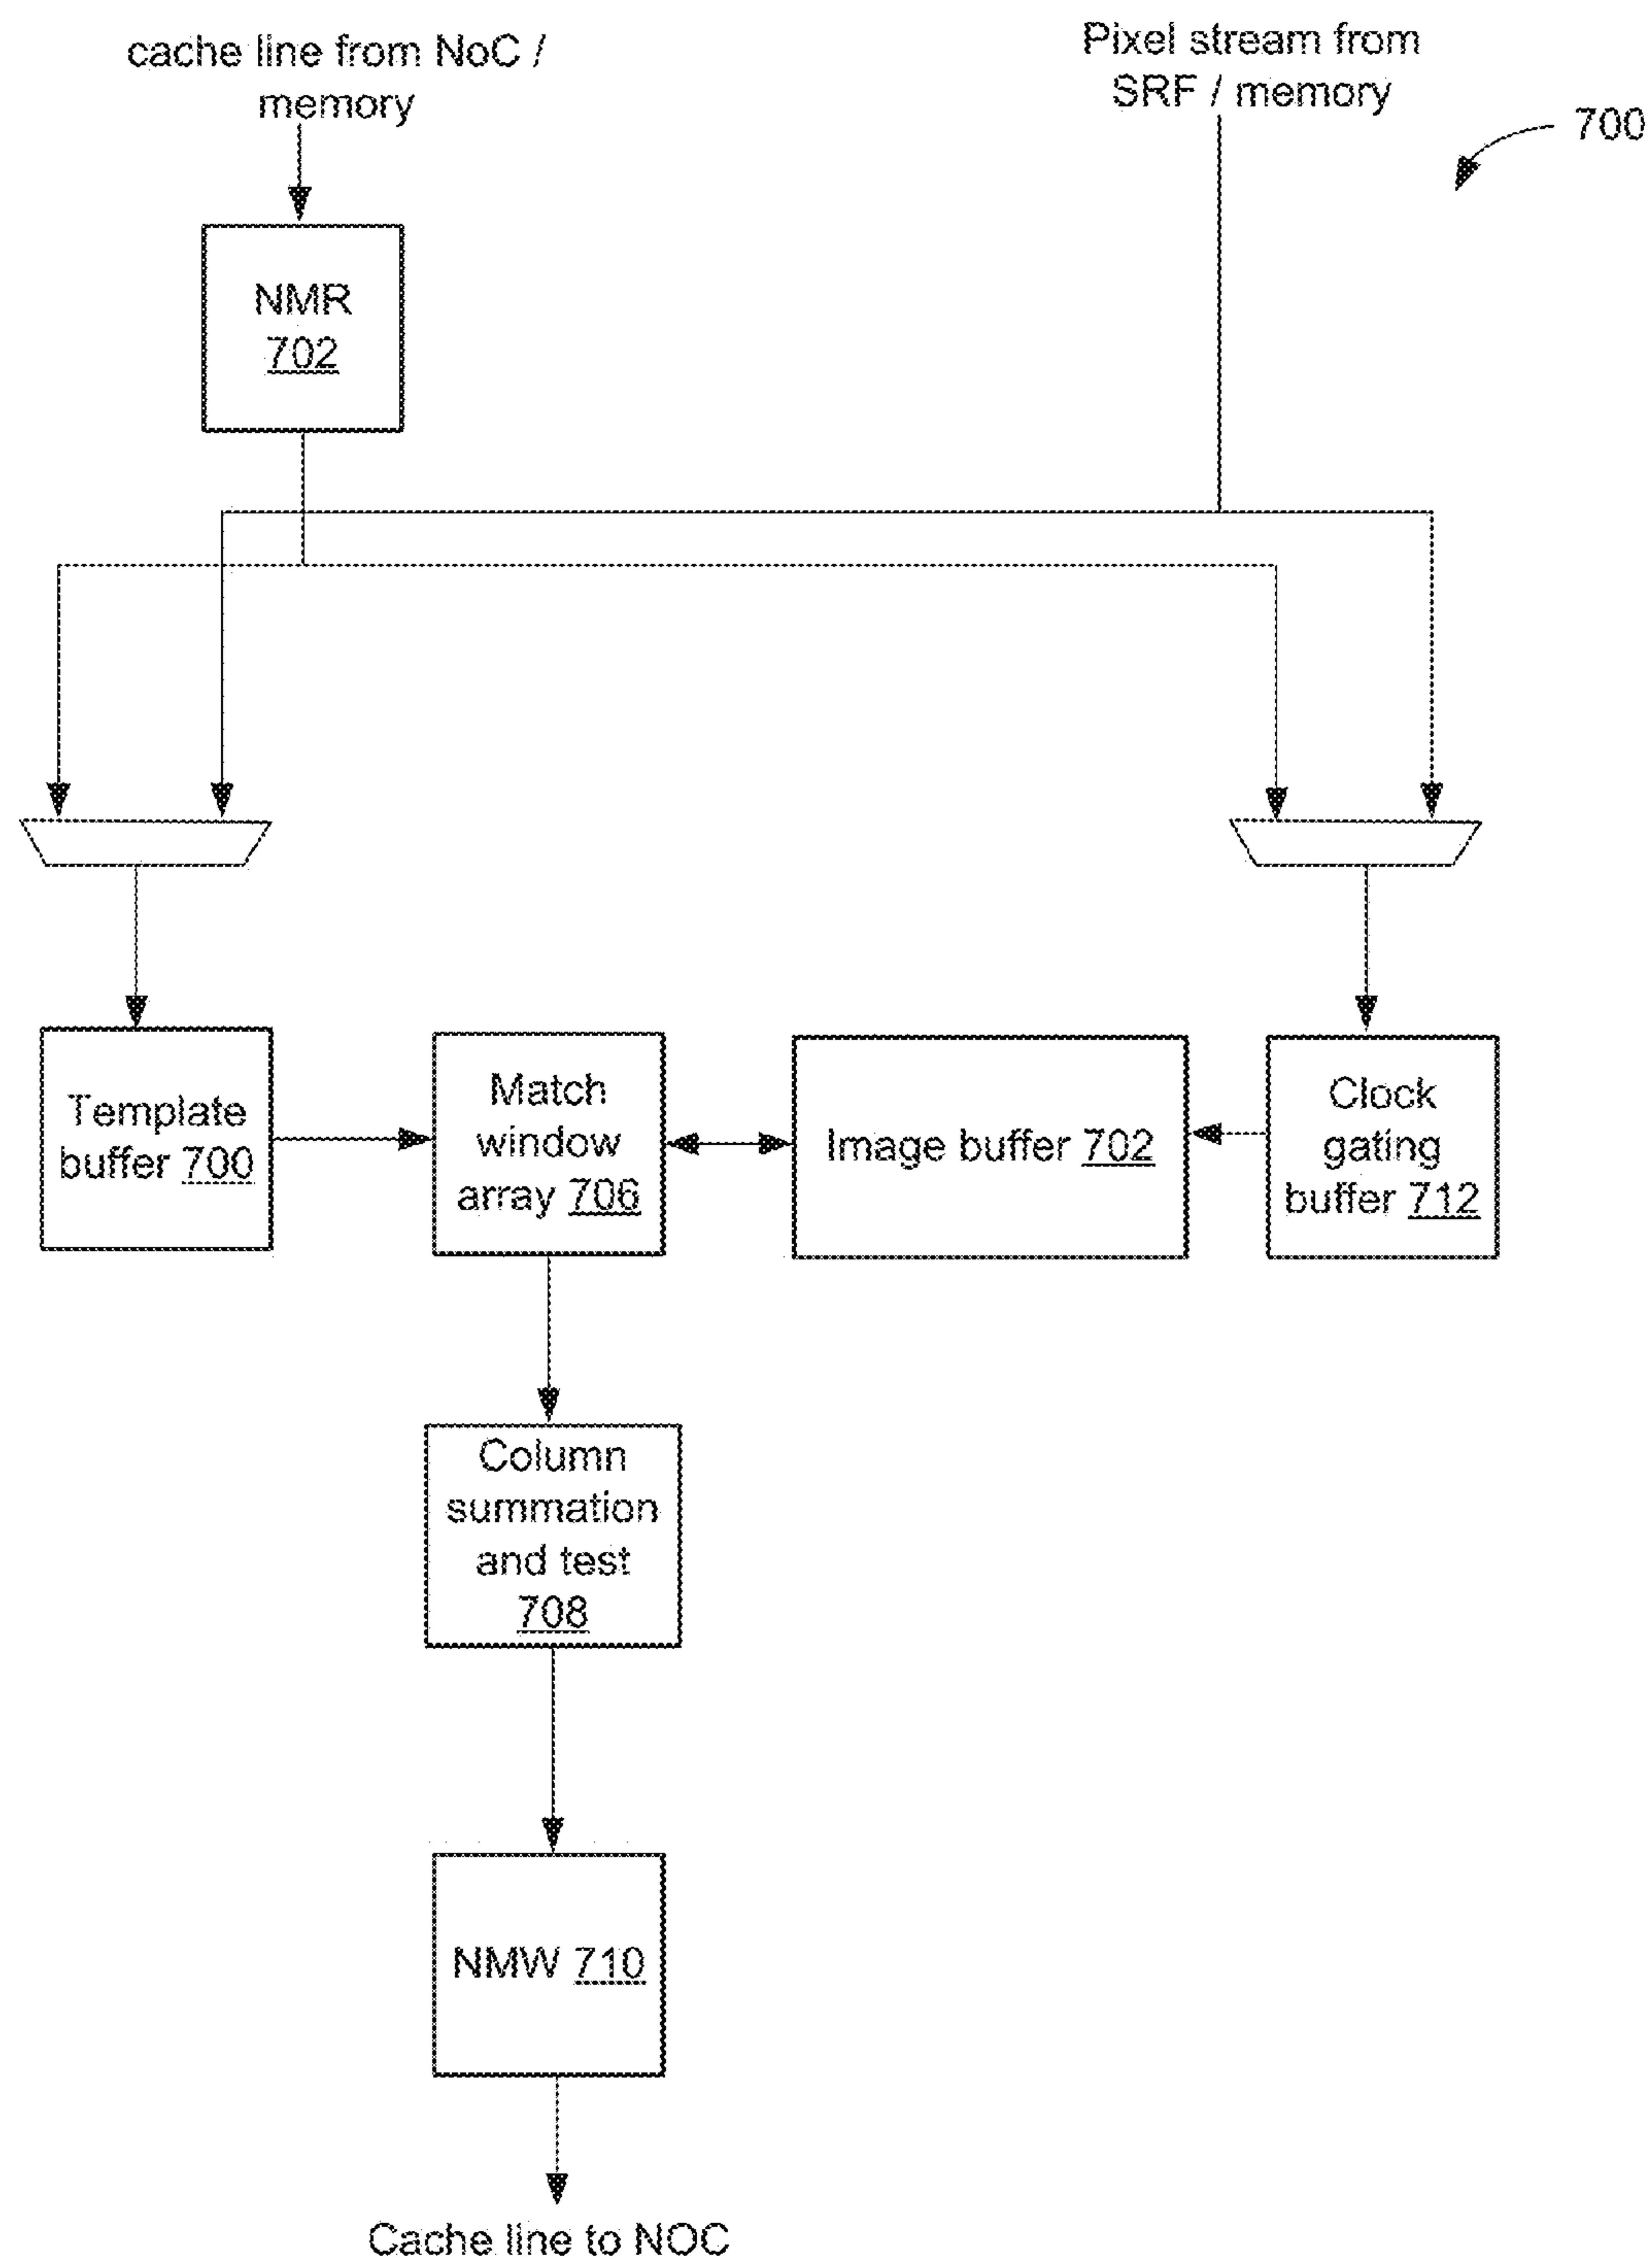 cache line from NoC /
memory
Pixel stream from
SRF / memory
700
NMR
702
Template
buffer 700
Match
window
array 706
Image buffer 702
Clock
gating
buffer 712
Column
summation
and test
708
NMW 710
Cache line to NOC